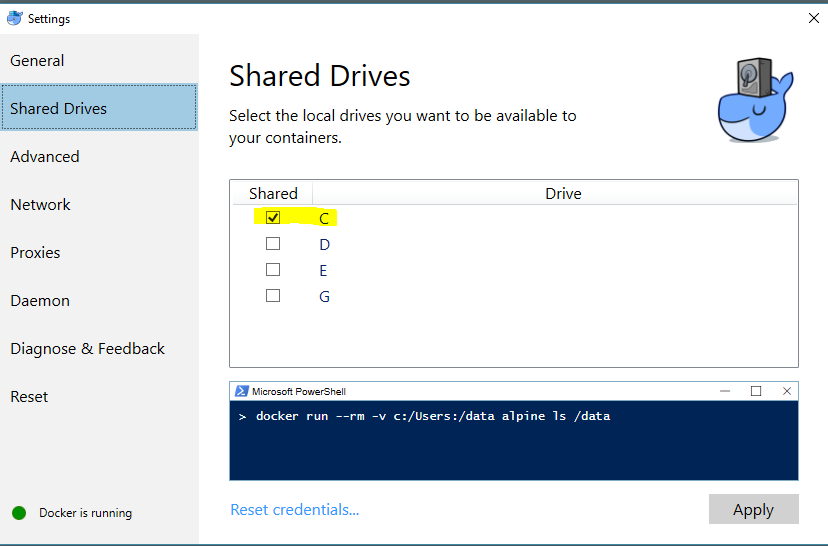 Settings
General
Shared Drives
Advanced
Network
Proxies
Daemon
Diagnose & Feedback
Reset
Docker is running
Shared Drives
Select the local drives you want to be available to
your containers.
Shared Drive
C
D
E
G
Microsoft PowerShell
> docker run --rm -v c:/Users:/data alpine ls /data
Reset credentials...
Apply